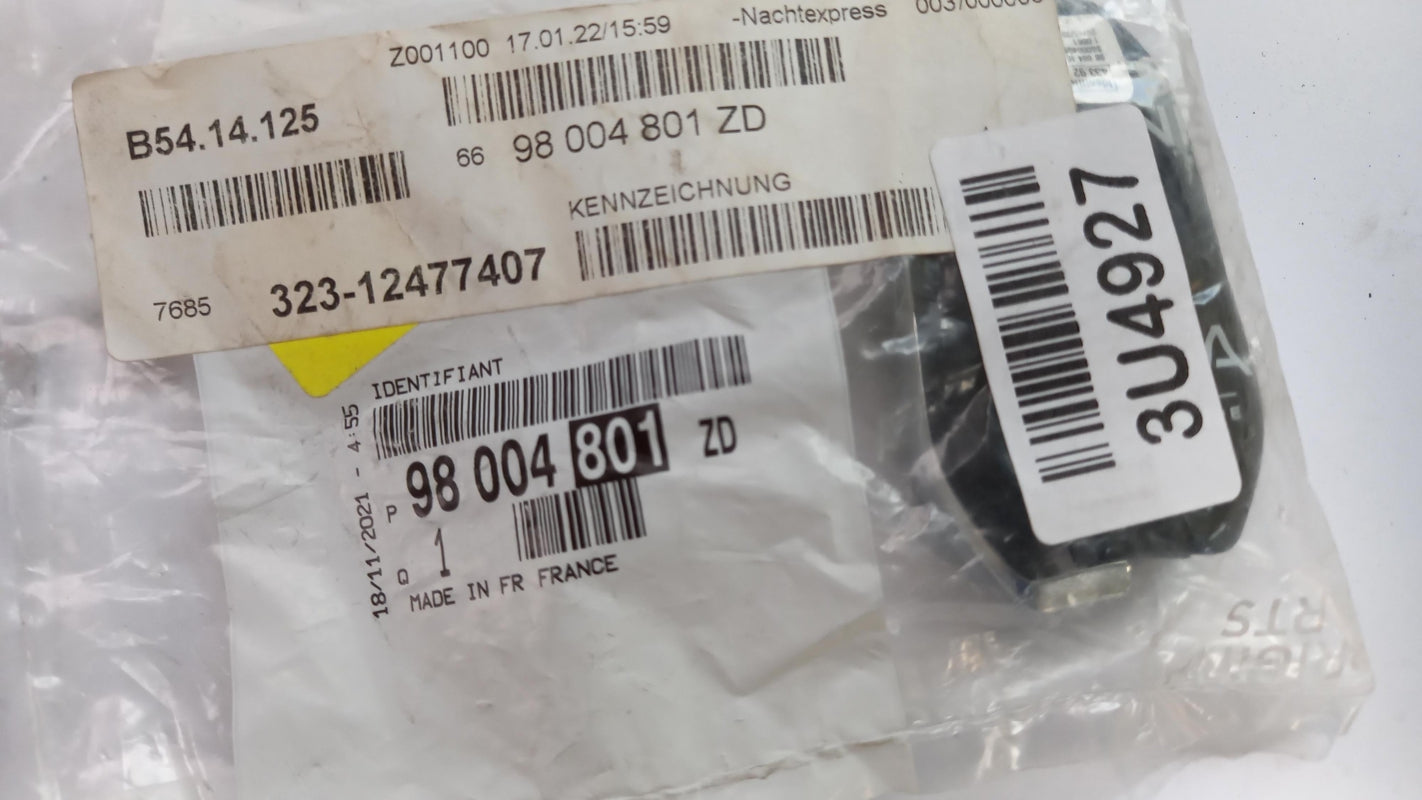 Z001100 17.01.22/15:59 -Nachtexpress
B54.14.125
66 98 004 801 ZD
KENNZEICHNUNG
7685 323-12477407
3U4927
IDENTIFIANT
18/11/2021 - 4:55
P 98 004 801 ZD
Q 1
MADE IN FR FRANCE
RTS